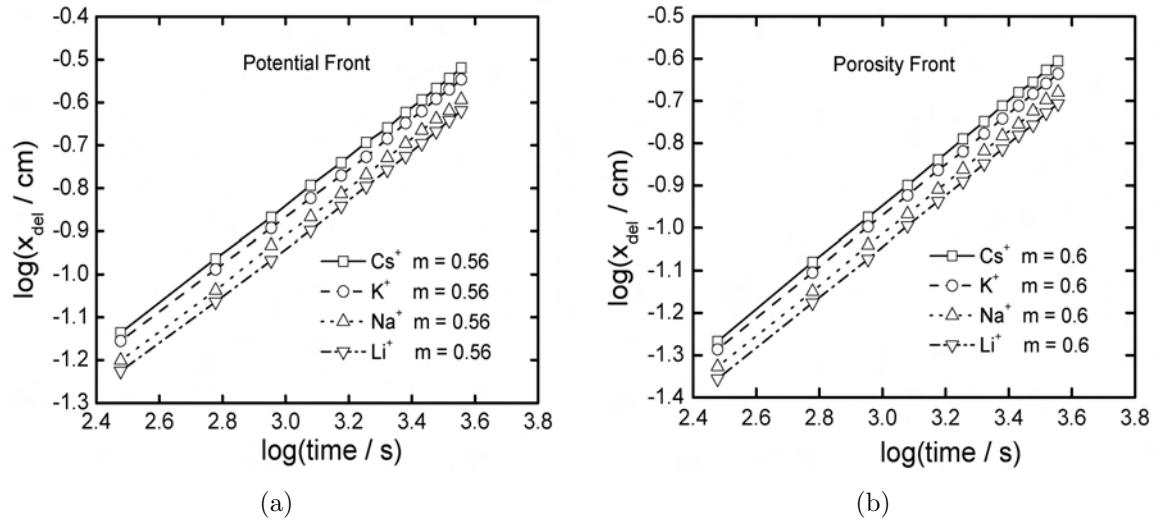 -0.4
-0.5
-0.6
-0.7
-0.8
-0.9
-1.0
-1.1
-1.2
-1.3
log(x_del / cm)
Potential Front
Cs⁺ m = 0.56
K⁺ m = 0.56
Na⁺ m = 0.56
Li⁺ m = 0.56
2.4 2.6 2.8 3.0 3.2 3.4 3.6 3.8
log(time / s)
(a)
-0.5
-0.6
-0.7
-0.8
-0.9
-1.0
-1.1
-1.2
-1.3
-1.4
log(x_del / cm)
Porosity Front
Cs⁺ m = 0.6
K⁺ m = 0.6
Na⁺ m = 0.6
Li⁺ m = 0.6
2.4 2.6 2.8 3.0 3.2 3.4 3.6 3.8
log(time / s)
(b)